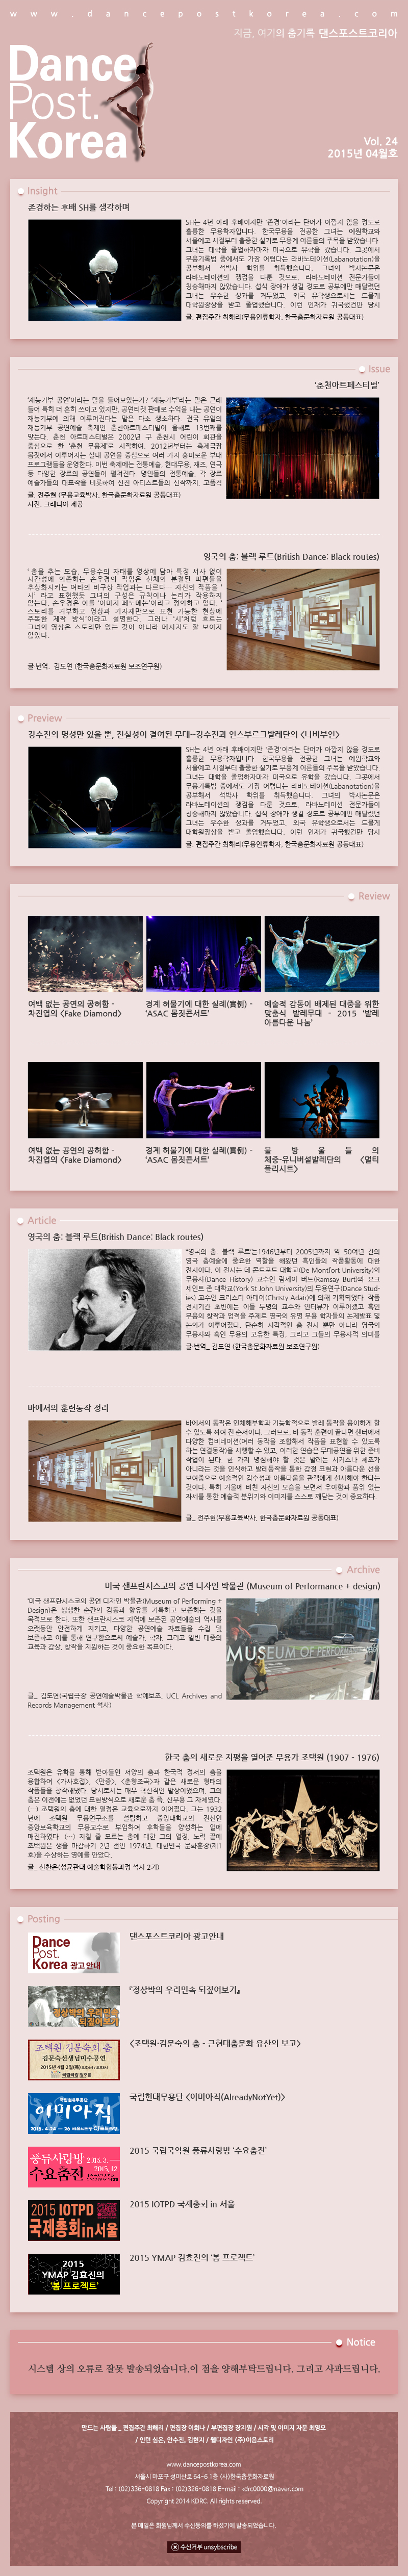 www.dancepostkorea.com
지금, 여기의 춤기록 댄스포스트코리아
Dance
Post.
Korea
Vol. 24
2015년 04월호
Insight
존경하는 후배 SH를 생각하며
SH는 4년 아래 후배이지만 '존경'이라는 단어가 아깝지 않을 정도로
훌륭한 무용학자입니다. 한국무용을 전공한 그녀는 예원학교와
서울예고 시절부터 출중한 실기로 무용계 어른들의 주목을 받았습니다.
그녀는 대학을 졸업하자마자 미국으로 유학을 갔습니다. 그곳에서
무용기록법 중에서도 가장 어렵다는 라바노테이션(Labanotation)을
공부해서 석박사 학위를 취득했습니다. 그녀의 박사논문은
라바노테이션의 쟁점을 다룬 것으로, 라바노테이션 전문가들이
칭송해마지 않았습니다. 섭식 장애가 생길 정도로 공부에만 매달렸던
그녀는 우수한 성과를 거두었고, 외국 유학생으로서는 드물게
대학원장상을 받고 졸업했습니다. 이런 인재가 귀국했건만 당시
글. 편집주간 최해리(무용인류학자, 한국춤문화자료원 공동대표)
Issue
'춘천아트페스티벌'
'재능기부 공연'이라는 말을 들어보았는가? '재능기부'라는 말은 근래
들어 특히 더 흔히 쓰이고 있지만, 공연티켓 판매로 수익을 내는 공연이
재능기부에 의해 이루어진다는 말은 다소 생소하다. 전국 유일의
재능기부 공연예술 축제인 춘천아트페스티벌이 올해로 13번째를
맞는다. 춘천 아트페스티벌은 2002년 구 춘천시 어린이 회관을
중심으로 한 '춘천 무용제'로 시작하여, 2012년부터는 축제극장
몸짓에서 이루어지는 실내 공연을 중심으로 여러 가지 흥미로운 부대
프로그램들을 운영한다. 이번 축제에는 전통예술, 현대무용, 재즈, 연극
등 다양한 장르의 공연들이 펼쳐진다. 명인들의 전통예술, 각 장르
예술가들의 대표작을 비롯하여 신진 아티스트들의 신작까지, 고품격
글. 전주현 (무용교육박사, 한국춤문화자료원 공동대표)
사진. 크레디아 제공
영국의 춤: 블랙 루트(British Dance: Black routes)
' 춤을 추는 모습, 무용수의 자태를 영상에 담아 특정 서사 없이
시간성에 의존하는 손우경의 작업은 신체의 분절된 파편들을
추상화시키는 여타의 비구상 작업과는 다르다 . 자신의 작품을 '
시' 라고 표현했듯 그녀의 구성은 규칙이나 논리가 작용하지
않는다. 손우경은 이를 '이미지 페노메논'이라고 정의하고 있다. '
스토리를 거부하고 영상과 기자재만으로 표현 가능한 현상에
주목한 제작 방식'이라고 설명한다. 그러나 '시'처럼 흐르는
그녀의 영상은 스토리만 없는 것이 아니라 메시지도 잘 보이지
않았다.
글·번역. 김도연 (한국춤문화자료원 보조연구원)
Preview
강수진의 명성만 있을 뿐, 진실성이 결여된 무대--강수진과 인스부르크발레단의 <나비부인>
SH는 4년 아래 후배이지만 '존경'이라는 단어가 아깝지 않을 정도로
훌륭한 무용학자입니다. 한국무용을 전공한 그녀는 예원학교와
서울예고 시절부터 출중한 실기로 무용계 어른들의 주목을 받았습니다.
그녀는 대학을 졸업하자마자 미국으로 유학을 갔습니다. 그곳에서
무용기록법 중에서도 가장 어렵다는 라바노테이션(Labanotation)을
공부해서 석박사 학위를 취득했습니다. 그녀의 박사논문은
라바노테이션의 쟁점을 다룬 것으로, 라바노테이션 전문가들이
칭송해마지 않았습니다. 섭식 장애가 생길 정도로 공부에만 매달렸던
그녀는 우수한 성과를 거두었고, 외국 유학생으로서는 드물게
대학원장상을 받고 졸업했습니다. 이런 인재가 귀국했건만 당시
글. 편집주간 최해리(무용인류학자, 한국춤문화자료원 공동대표)
Review
여백 없는 공연의 공허함 - 경계 허물기에 대한 실례(實例) - 예술적 감동이 배제된 대중을 위한
차진엽의 <Fake Diamond> 'ASAC 몸짓콘서트' 맞춤식 발레무대 - 2015 '발레
아름다운 나눔'
여백 없는 공연의 공허함 - 경계 허물기에 대한 실례(實例) - 물 방 울 들 의
차진엽의 <Fake Diamond> 'ASAC 몸짓콘서트' 체증-유니버설발레단의 <멀티
플리시트>
Article
영국의 춤: 블랙 루트(British Dance: Black routes)
"영국의 춤: 블랙 루트'는1946년부터 2005년까지 약 50여년 간의
영국 춤예술에 중요한 역할을 해왔던 흑인들의 작품활동에 대한
전시이다. 이 전시는 데 몬트포트 대학교(De Montfort University)의
무용사(Dance History) 교수인 람세이 버트(Ramsay Burt)와 요크
세인트 존 대학교(York St John University)의 무용연구(Dance Stud-
ies) 교수인 크리스티 아데어(Christy Adair)에 의해 기획되었다. 작품
전시기간 초반에는 이들 두명의 교수와 인터뷰가 이루어졌고 흑인
무용의 창작과 업적을 주제로 영국의 유명 무용 학자들의 논제발표 및
논의가 이루어졌다. 단순히 시각적인 춤 전시 뿐만 아니라 영국의
무용사와 흑인 무용의 고유한 특징, 그리고 그들의 무용사적 의미를
글·번역_ 김도연 (한국춤문화자료원 보조연구원)
바에서의 훈련동작 정리
바에서의 동작은 인체해부학과 기능학적으로 발레 동작을 용이하게 할
수 있도록 짜여 진 순서이다. 그러므로, 바 동작 훈련이 끝나면 센터에서
다양한 컴비네이션(여러 동작을 조합해서 작품을 표현할 수 있도록
하는 연결동작)을 시행할 수 있고, 이러한 연습은 무대공연을 위한 준비
작업이 된다. 한 가지 명심해야 할 것은 발레는 서커스나 체조가
아니라는 것을 인식하고 발레동작을 통한 감정 표현과 아름다운 선을
보여줌으로 예술적인 감수성과 아름다움을 관객에게 선사해야 한다는
것이다. 특히 거울에 비친 자신의 모습을 보면서 우아함과 품위 있는
자세를 통한 예술적 분위기와 이미지를 스스로 깨닫는 것이 중요하다.
글_ 전주현(무용교육박사, 한국춤문화자료원 공동대표)
Archive
미국 샌프란시스코의 공연 디자인 박물관 (Museum of Performance + design)
'미국 샌프란시스코의 공연 디자인 박물관(Museum of Performing +
Design)은 생생한 순간의 감동과 향유를 기록하고, 보존하는 것을
목적으로 한다. 또한 샌프란시스코 지역에 보존된 공연예술의 역사를
오랫동안 안전하게 지키고, 다양한 공연예술 자료들을 수집 및
보존하고 이를 통해 연구함으로써 예술가, 학자, 그리고 일반 대중의
교육과 감상, 창작을 지원하는 것이 중요한 목표이다.
MUSEUM OF PERFORMANCE
글_ 김도연(국립극장 공연예술박물관 학예보조, UCL Archives and
Records Management 석사)
한국 춤의 새로운 지평을 열어준 무용가 조택원 (1907 - 1976)
조택원은 유학을 통해 받아들인 서양의 춤과 한국적 정서의 춤을
융합하여 <가사호접>, <만종>, <춘향조곡>과 같은 새로운 형태의
작품들을 창작해냈다. 당시로서는 매우 혁신적인 발상이었으며, 그의
춤은 이전에는 없었던 표현방식으로 새로운 춤 즉, 신무용 그 자체였다.
(…) 조택원의 춤에 대한 열정은 교육으로까지 이어졌다. 그는 1932
년에 조택원 무용연구소를 설립하고 중앙대학교의 전신인
중앙보육학교의 무용교수로 부임하여 후학들을 양성하는 일에
매진하였다. (…) 지칠 줄 모르는 춤에 대한 그의 열정, 노력 끝에
조택원은 생을 마감하기 2년 전인 1974년, 대한민국 문화훈장(제1
호)을 수상하는 영예를 안았다.
글_ 신찬은(성균관대 예술학협동과정 석사 2기)
Posting
Dance
Post.
Korea 광고 안내
댄스포스트코리아 광고안내
정상박의 우리민속
되짚어보기
『정상박의 우리민속 되짚어보기』
조택원·김문숙의 춤
김문숙선생님미수공연
<조택원·김문숙의 춤 - 근현대춤문화 유산의 보고>
이미아직
국립현대무용단 <이미아직(AlreadyNotYet)>
풍류사랑방
수요춤전
2015 국립국악원 풍류사랑방 '수요춤전'
2015 IOTPD
국제총회in서울
2015 IOTPD 국제총회 in 서울
2015
YMAP 김효진의
'봄 프로젝트'
2015 YMAP 김효진의 '봄 프로젝트'
Notice
시스템 상의 오류로 잘못 발송되었습니다.이 점을 양해부탁드립니다. 그리고 사과드립니다.
만드는 사람들 _ 편집주간 최해리 / 편집장 이희나 / 부편집장 장지원 / 시각 및 이미지 자문 최영모
/ 인턴 심온, 안수진, 김현지 / 웹디자인 (주)이음스토리
www.dancepostkorea.com
서울시 마포구 성미산로 64-6 1층 (사)한국춤문화자료원
Tel : (02)336-0818 Fax : (02)326-0818 E-mail : kdrc0000@naver.com
Copyright 2014 KDRC. All rights reserved.
본 메일은 회원님께서 수신동의를 하셨기에 발송되었습니다.
수신거부 unsybscribe